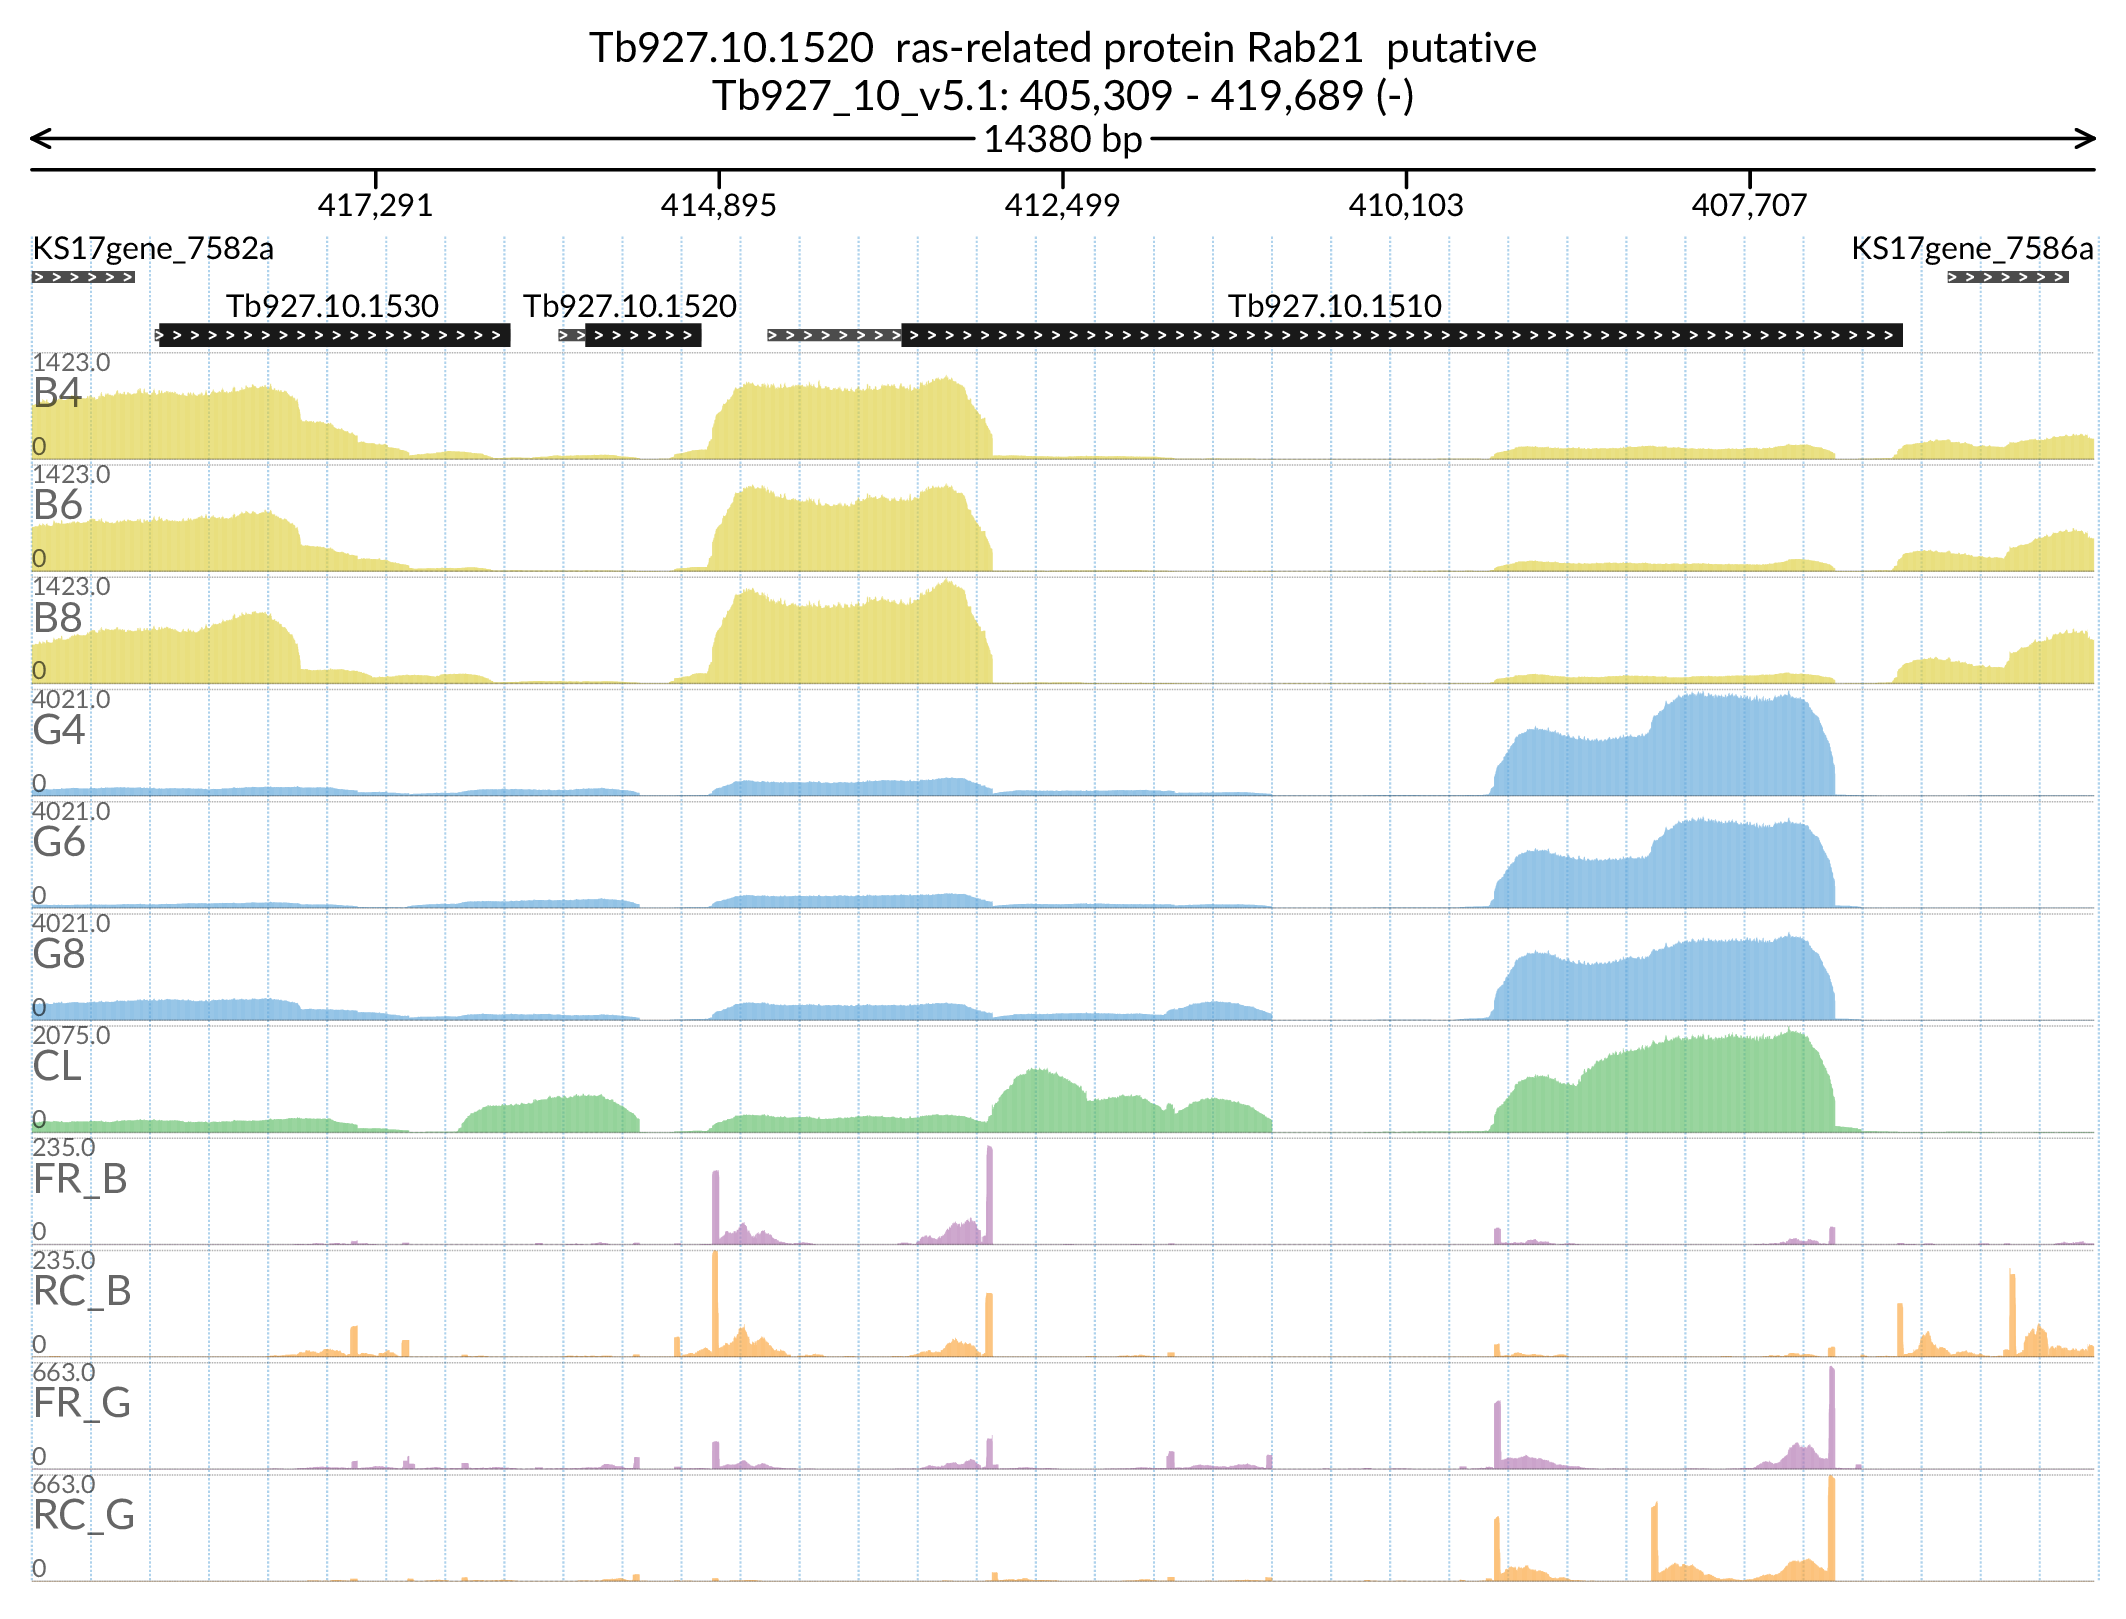 Tb927.10.1520 ras-related protein Rab21 putative
Tb927_10_v5.1: 405,309 - 419,689 (-)
14380 bp
417,291 414,895 412,499 410,103 407,707
KS17gene_7582a KS17gene_7586a
Tb927.10.1530 Tb927.10.1520 Tb927.10.1510
1423.0
B4
0
1423.0
B6
0
1423.0
B8
0
4021.0
G4
0
4021.0
G6
0
4021.0
G8
0
2075.0
CL
0
235.0
FR_B
0
235.0
RC_B
0
663.0
FR_G
0
663.0
RC_G
0